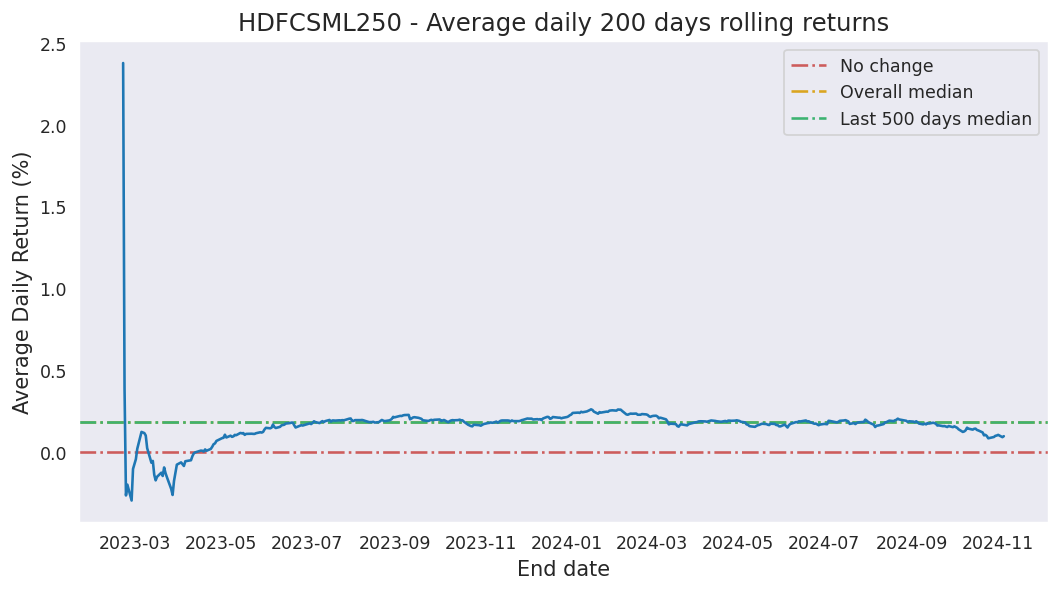 HDFCSML250 - Average daily 200 days rolling returns
No change
Overall median
Last 500 days median
Average Daily Return (%)
2.5
2.0
1.5
1.0
0.5
0.0
2023-03 2023-05 2023-07 2023-09 2023-11 2024-01 2024-03 2024-05 2024-07 2024-09 2024-11
End date